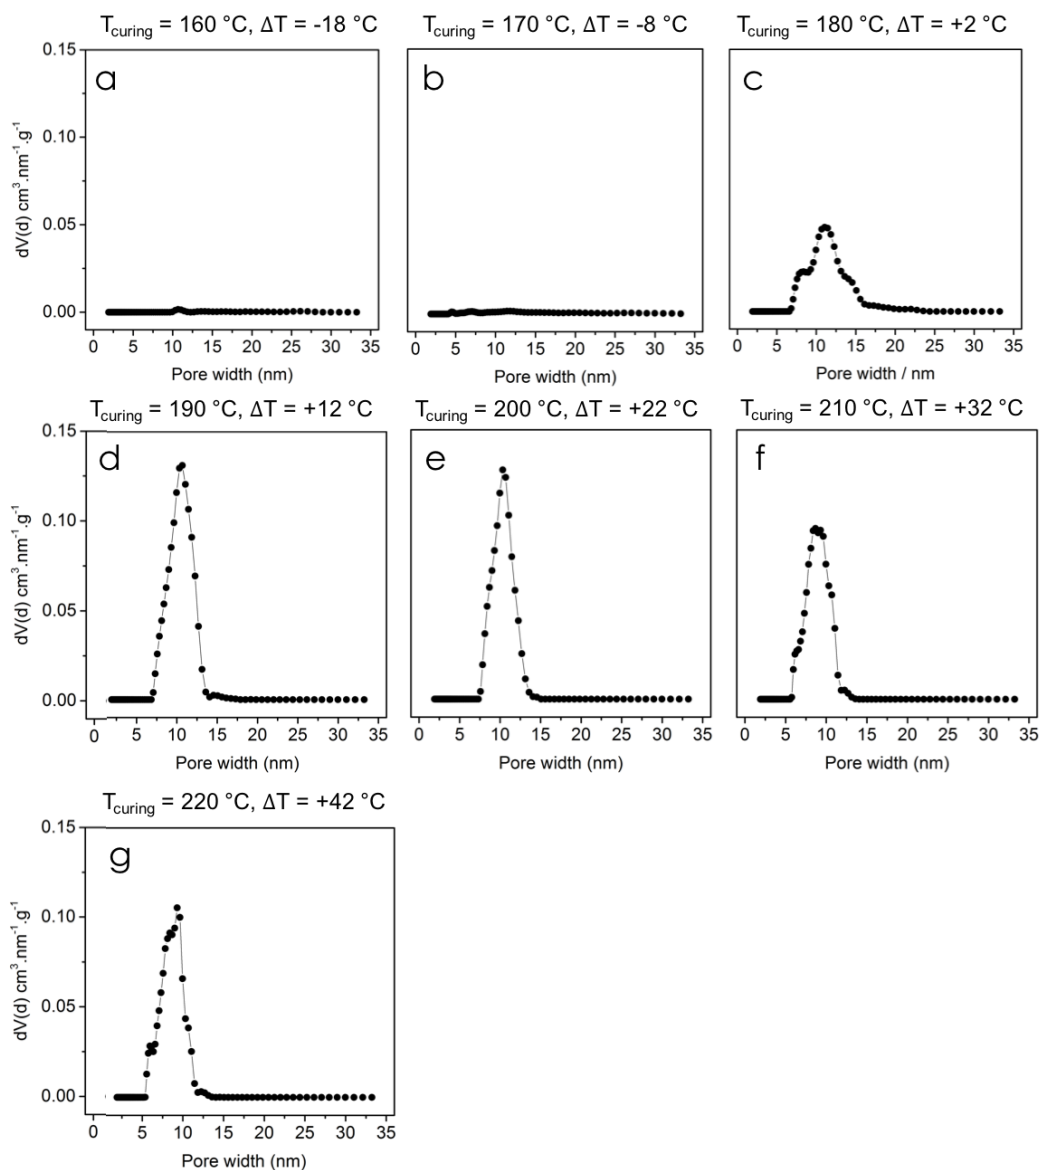 T_curing = 160 °C, ΔT = -18 °C
T_curing = 170 °C, ΔT = -8 °C
T_curing = 180 °C, ΔT = +2 °C
a
b
c
0.15
0.10
0.05
0.00
dV(d) cm³.nm⁻¹.g⁻¹
0 5 10 15 20 25 30 35
0 5 10 15 20 25 30 35
0 5 10 15 20 25 30 35
Pore width (nm)
Pore width (nm)
Pore width / nm
T_curing = 190 °C, ΔT = +12 °C
T_curing = 200 °C, ΔT = +22 °C
T_curing = 210 °C, ΔT = +32 °C
d
e
f
0.15
0.10
0.05
0.00
dV(d) cm³.nm⁻¹.g⁻¹
0 5 10 15 20 25 30 35
0 5 10 15 20 25 30 35
0 5 10 15 20 25 30 35
Pore width (nm)
Pore width (nm)
Pore width (nm)
T_curing = 220 °C, ΔT = +42 °C
g
0.15
0.10
0.05
0.00
dV(d) cm³.nm⁻¹.g⁻¹
0 5 10 15 20 25 30 35
Pore width (nm)